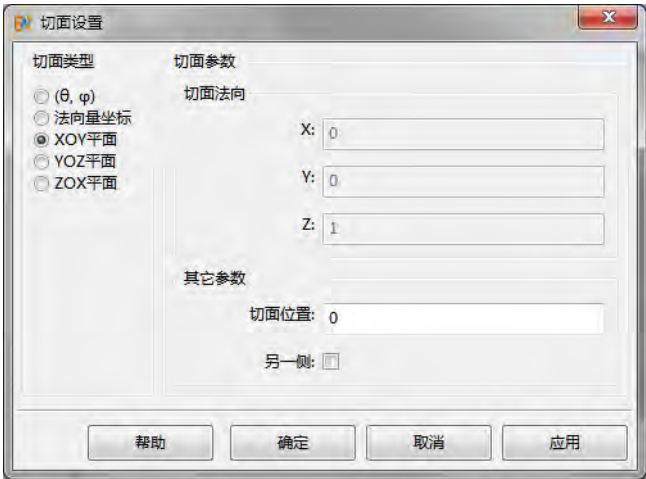 切面设置
切面类型
(θ, φ)
法向量坐标
XOY平面
YOZ平面
ZOX平面
切面参数
切面法向
X: 0
Y: 0
Z: 1
其它参数
切面位置: 0
另一侧:
帮助 确定 取消 应用